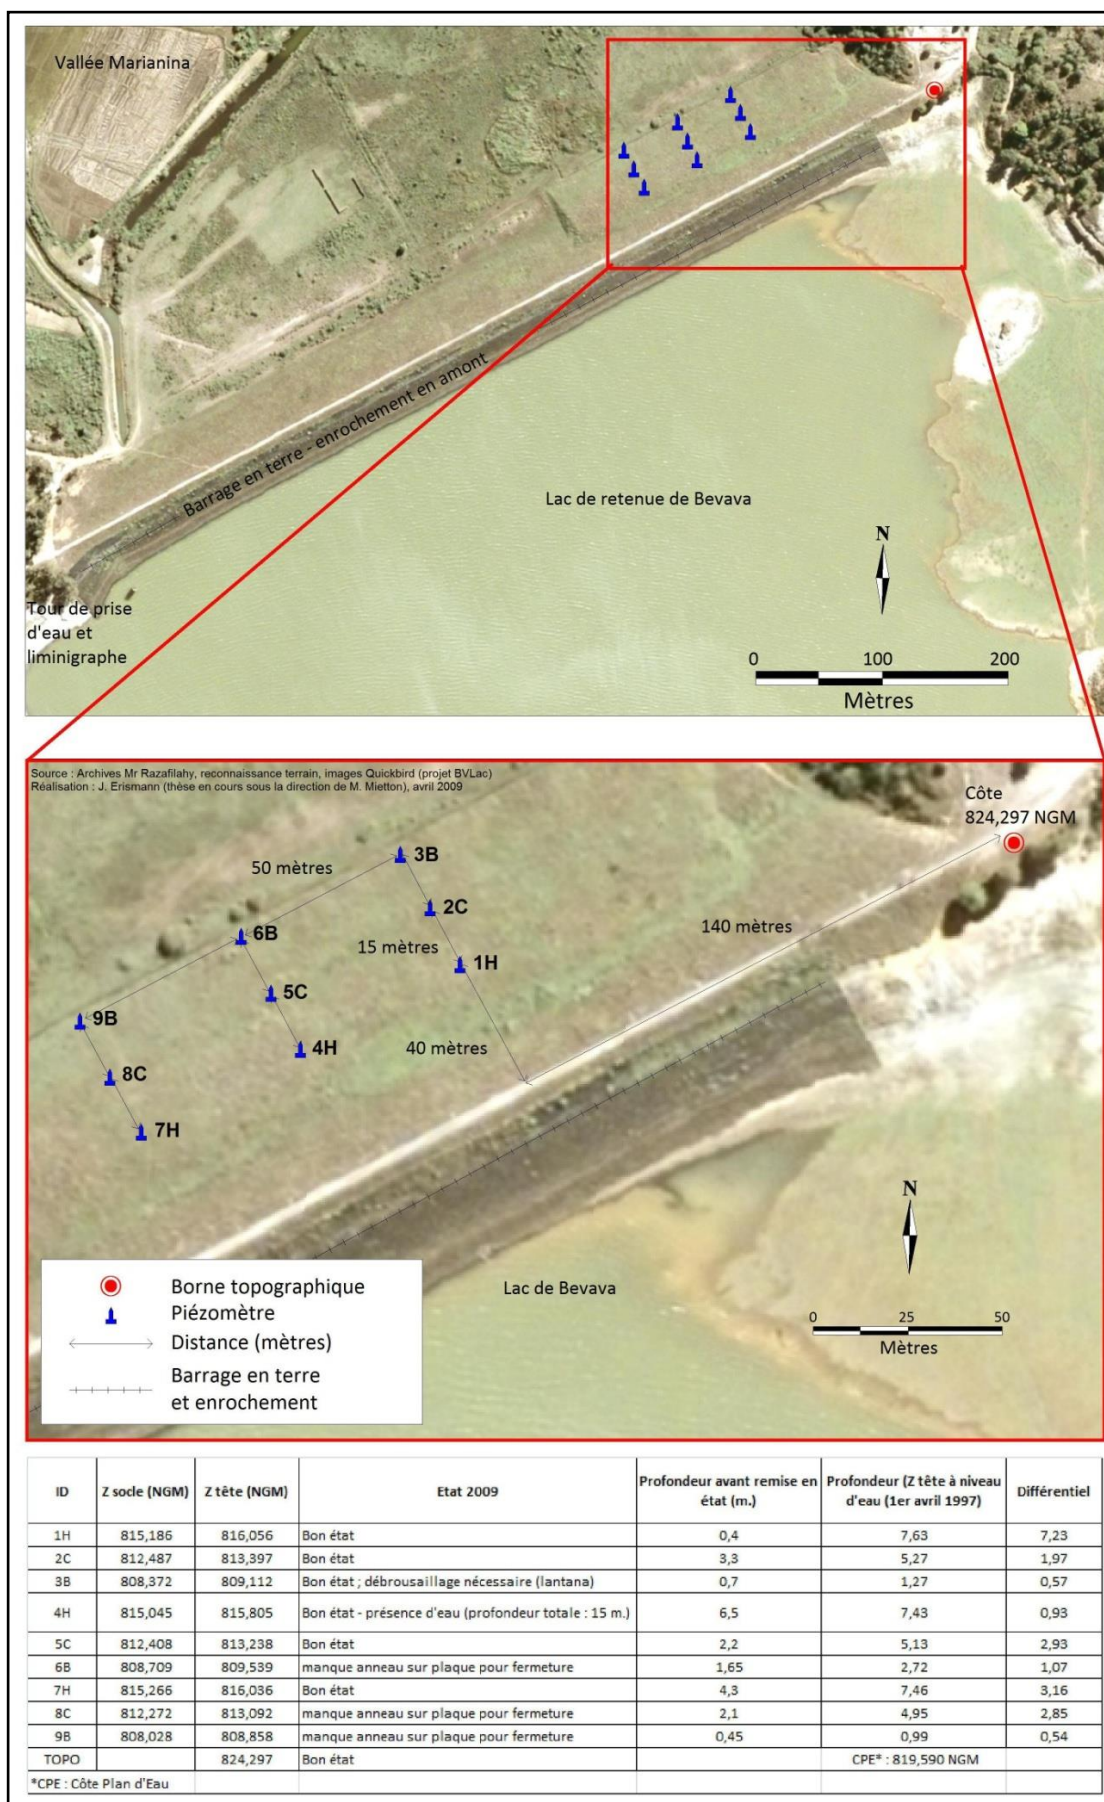 Vallée Marianina
Barrage en terre - enrochement en amont
Lac de retenue de Bevava
N
Tour de prise
d'eau et
liminigraphe
0 100 200
Mètres
Source : Archives Mr Razafilahy, reconnaissance terrain, images Quickbird (projet BVLac)
Réalisation : J. Erismann (thèse en cours sous la direction de M. Mietton), avril 2009
Côte
824,297 NGM
3B
50 mètres
2C
140 mètres
6B
15 mètres
1H
5C
9B
4H
40 mètres
8C
7H
N
Lac de Bevava
0 25 50
Mètres
Borne topographique
Piézomètre
Distance (mètres)
Barrage en terre
et enrochement
ID Z socle (NGM) Z tête (NGM) Etat 2009 Profondeur avant remise en état (m.) Profondeur (Z tête à niveau d'eau (1er avril 1997) Différentiel
1H 815,186 816,056 Bon état 0,4 7,63 7,23
2C 812,487 813,397 Bon état 3,3 5,27 1,97
3B 808,372 809,112 Bon état ; débrousaillage nécessaire (lantana) 0,7 1,27 0,57
4H 815,045 815,805 Bon état - présence d'eau (profondeur totale : 15 m.) 6,5 7,43 0,93
5C 812,408 813,238 Bon état 2,2 5,13 2,93
6B 808,709 809,539 manque anneau sur plaque pour fermeture 1,65 2,72 1,07
7H 815,266 816,036 Bon état 4,3 7,46 3,16
8C 812,272 813,092 manque anneau sur plaque pour fermeture 2,1 4,95 2,85
9B 808,028 808,858 manque anneau sur plaque pour fermeture 0,45 0,99 0,54
TOPO 824,297 Bon état CPE* : 819,590 NGM
*CPE : Côte Plan d'Eau